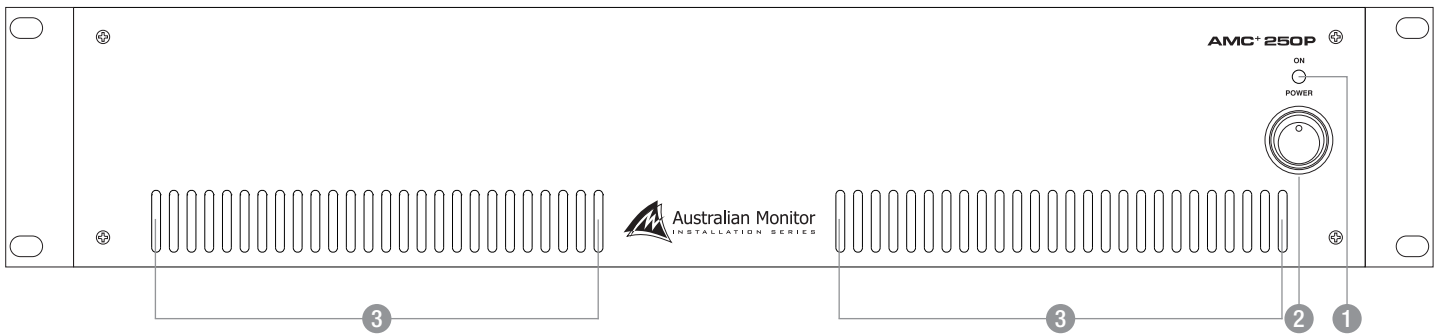 AMC+ 250P
ON
POWER
Australian Monitor
INSTALLATION SERIES
3
3
2
1